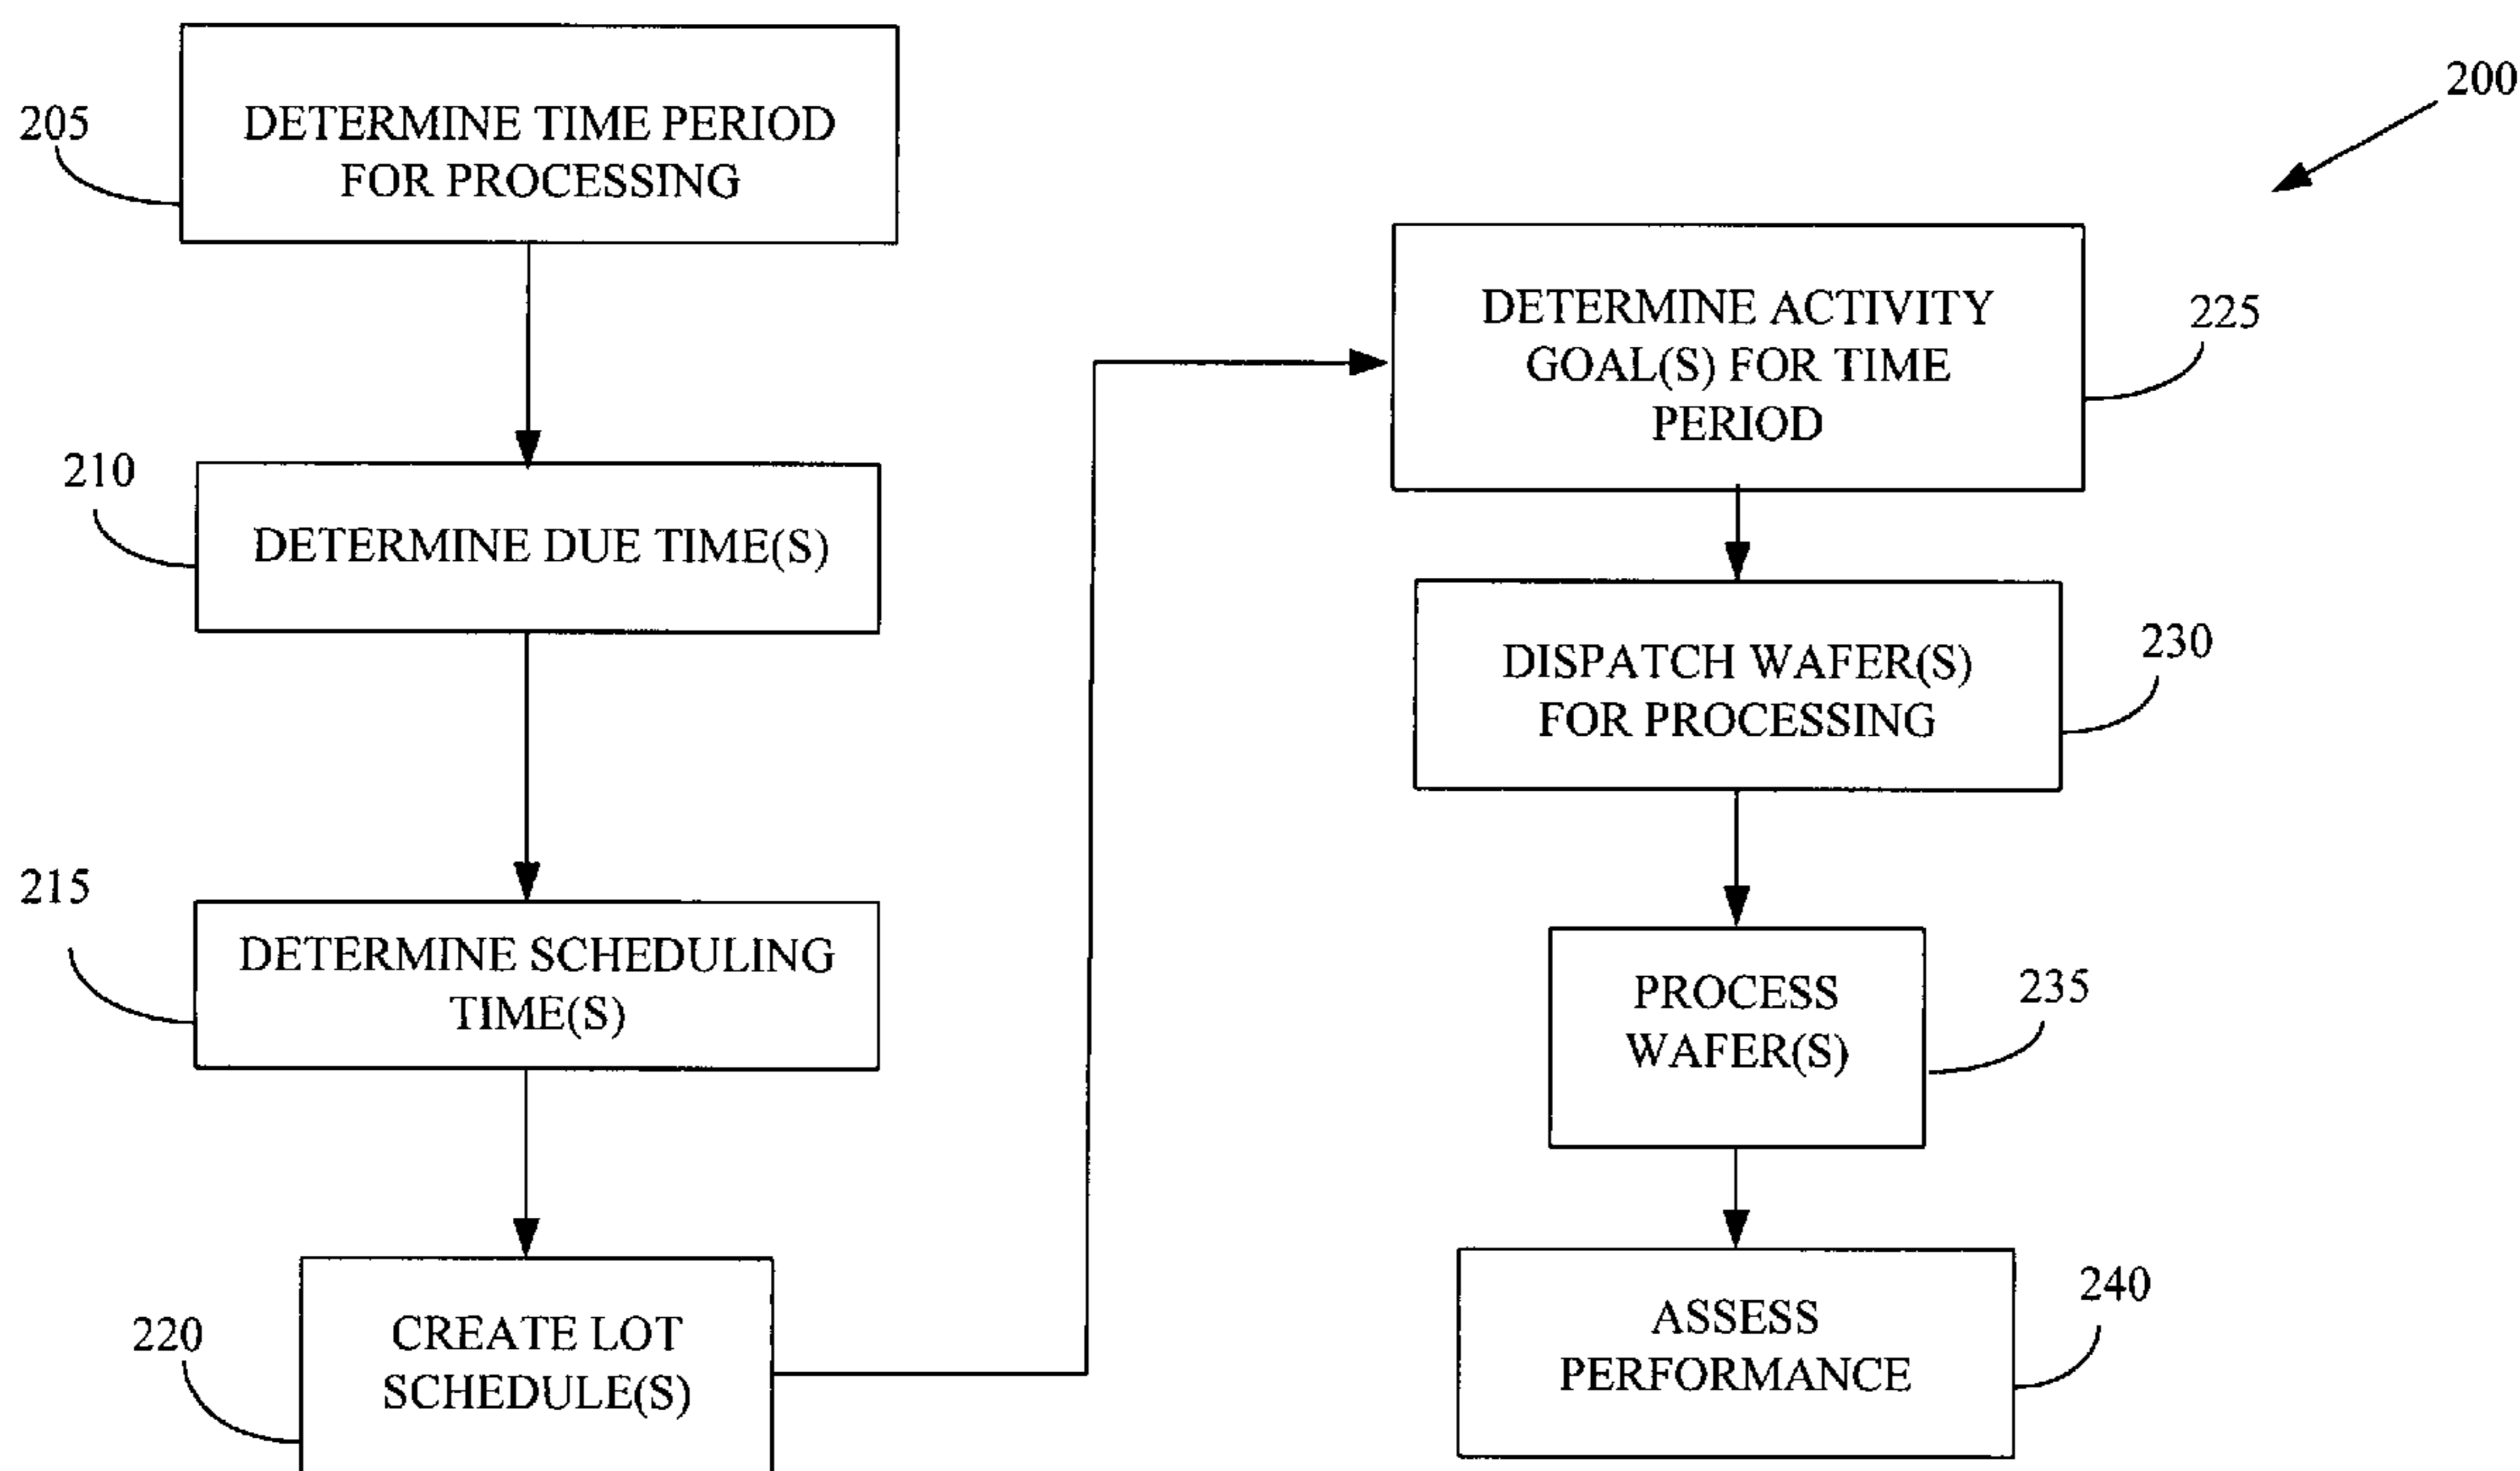 200
205
DETERMINE TIME PERIOD
FOR PROCESSING
210
DETERMINE DUE TIME(S)
215
DETERMINE SCHEDULING
TIME(S)
220
CREATE LOT
SCHEDULE(S)
DETERMINE ACTIVITY
GOAL(S) FOR TIME
PERIOD
225
DISPATCH WAFER(S)
FOR PROCESSING
230
PROCESS
WAFER(S)
235
ASSESS
PERFORMANCE
240